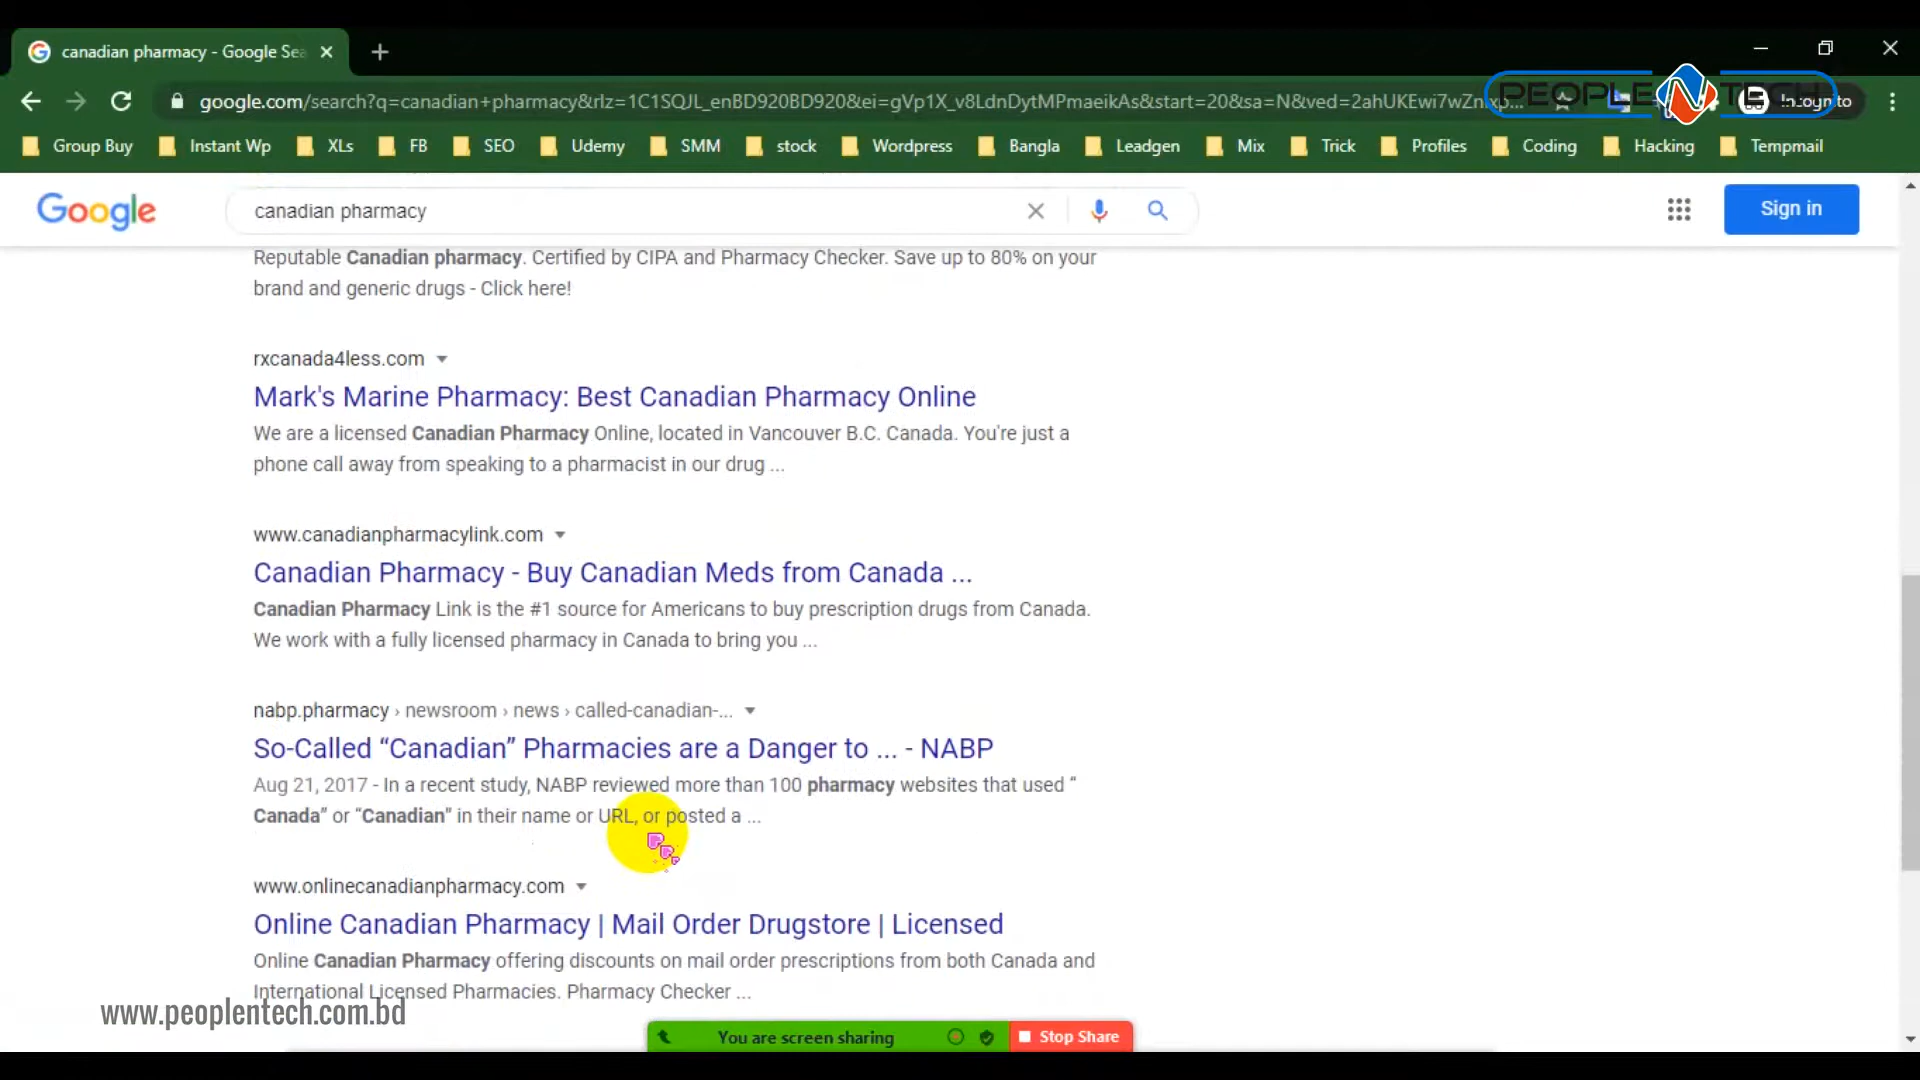 canadian pharmacy - Google Sea
google.com/search?q=canadian+pharmacy&rlz=1C1SQJL_enBD920BD920&ei=gVp1X_v8LdnDytMPmaeikAs&start=20&sa=N&ved=2ahUKEwi7wZn
PEOPLE N TECH
Incognito
Group Buy Instant Wp XLs FB SEO Udemy SMM stock Wordpress Bangla Leadgen Mix Trick Profiles Coding Hacking Tempmail
Google
canadian pharmacy
Sign in
Reputable Canadian pharmacy. Certified by CIPA and Pharmacy Checker. Save up to 80% on your
brand and generic drugs - Click here!
rxcanada4less.com
Mark's Marine Pharmacy: Best Canadian Pharmacy Online
We are a licensed Canadian Pharmacy Online, located in Vancouver B.C. Canada. You're just a
phone call away from speaking to a pharmacist in our drug ...
www.canadianpharmacylink.com
Canadian Pharmacy - Buy Canadian Meds from Canada ...
Canadian Pharmacy Link is the #1 source for Americans to buy prescription drugs from Canada.
We work with a fully licensed pharmacy in Canada to bring you ...
nabp.pharmacy › newsroom › news › called-canadian-...
So-Called “Canadian” Pharmacies are a Danger to ... - NABP
Aug 21, 2017 - In a recent study, NABP reviewed more than 100 pharmacy websites that used “
Canada” or “Canadian” in their name or URL, or posted a ...
www.onlinecanadianpharmacy.com
Online Canadian Pharmacy | Mail Order Drugstore | Licensed
Online Canadian Pharmacy offering discounts on mail order prescriptions from both Canada and
International Licensed Pharmacies. Pharmacy Checker ...
www.peoplentech.com.bd
You are screen sharing
Stop Share